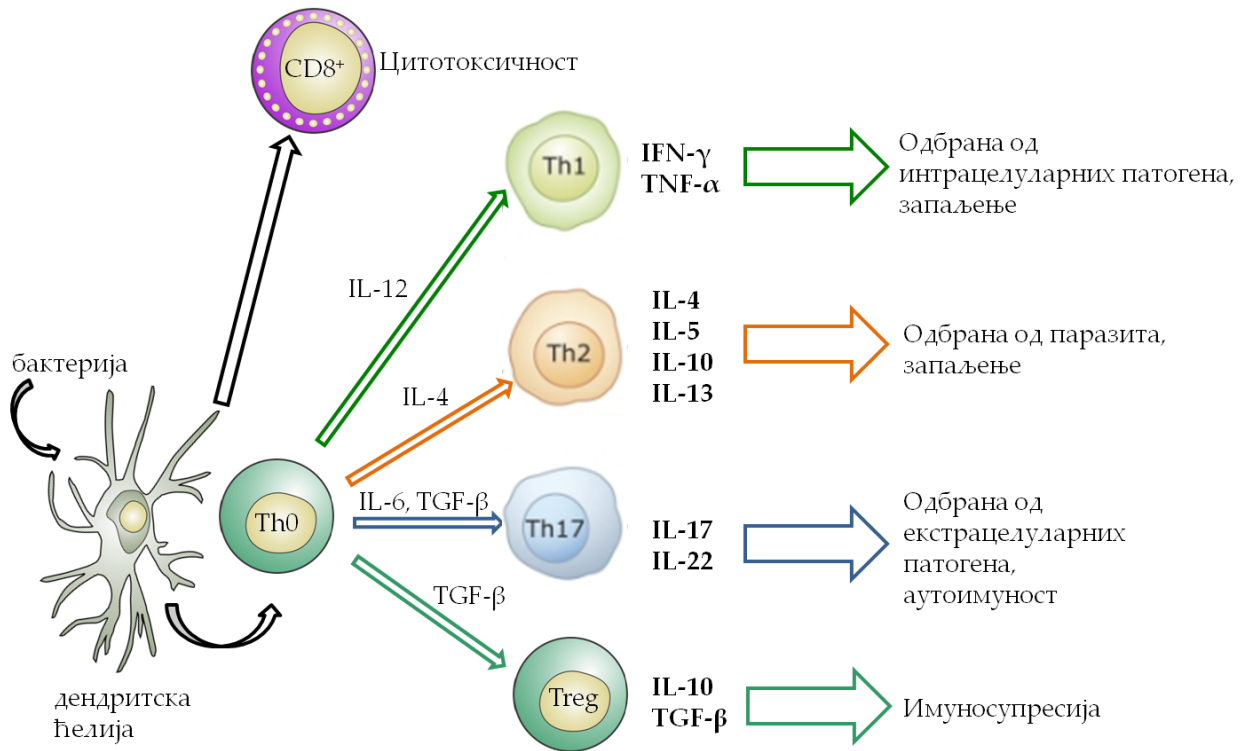 CD8⁺
Цитотоксичност
Th1
IFN-γ
TNF-α
Одбрана од
интрацелуларних патогена,
запаљење
IL-12
Th2
IL-4
IL-5
IL-10
IL-13
Одбрана од паразита,
запаљење
бактерија
IL-4
Th0
IL-6, TGF-β
Th17
IL-17
IL-22
Одбрана од
екстрацелуларних
патогена,
аутоимуност
TGF-β
Treg
IL-10
TGF-β
Имуносупресија
дендритска
ћелија